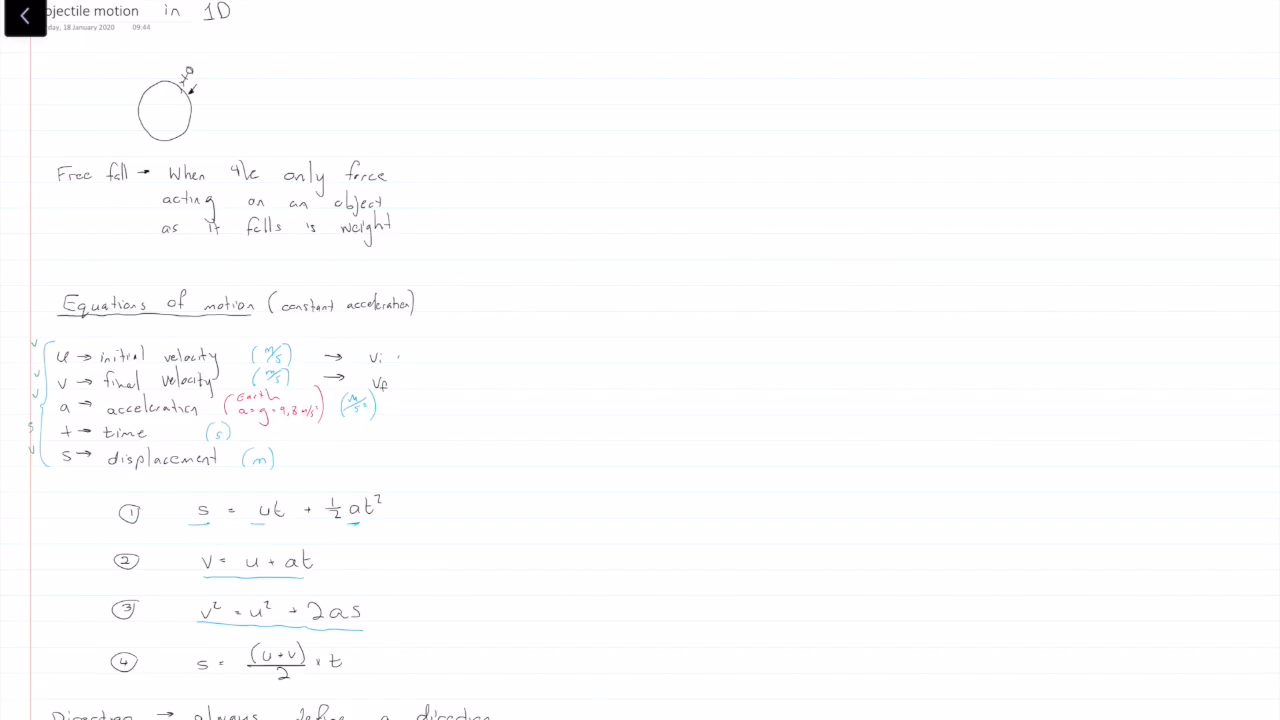 ojectile motion in 1D
day, 18 January 2020 09:44
Free fall → When the only force
acting on an object
as it falls is weight
Equations of motion (constant acceleration)
v u → initial velocity (m/s) → vi
v v → final velocity (m/s) → vf
v a → acceleration (Earth a = g = 9,8 m/s²) (m/s²)
s t → time (s)
v s → displacement (m)
① s = ut + ½ at²
② v = u + at
③ v² = u² + 2as
④ s = (u+v)/2 × t
Direction → always define a direction